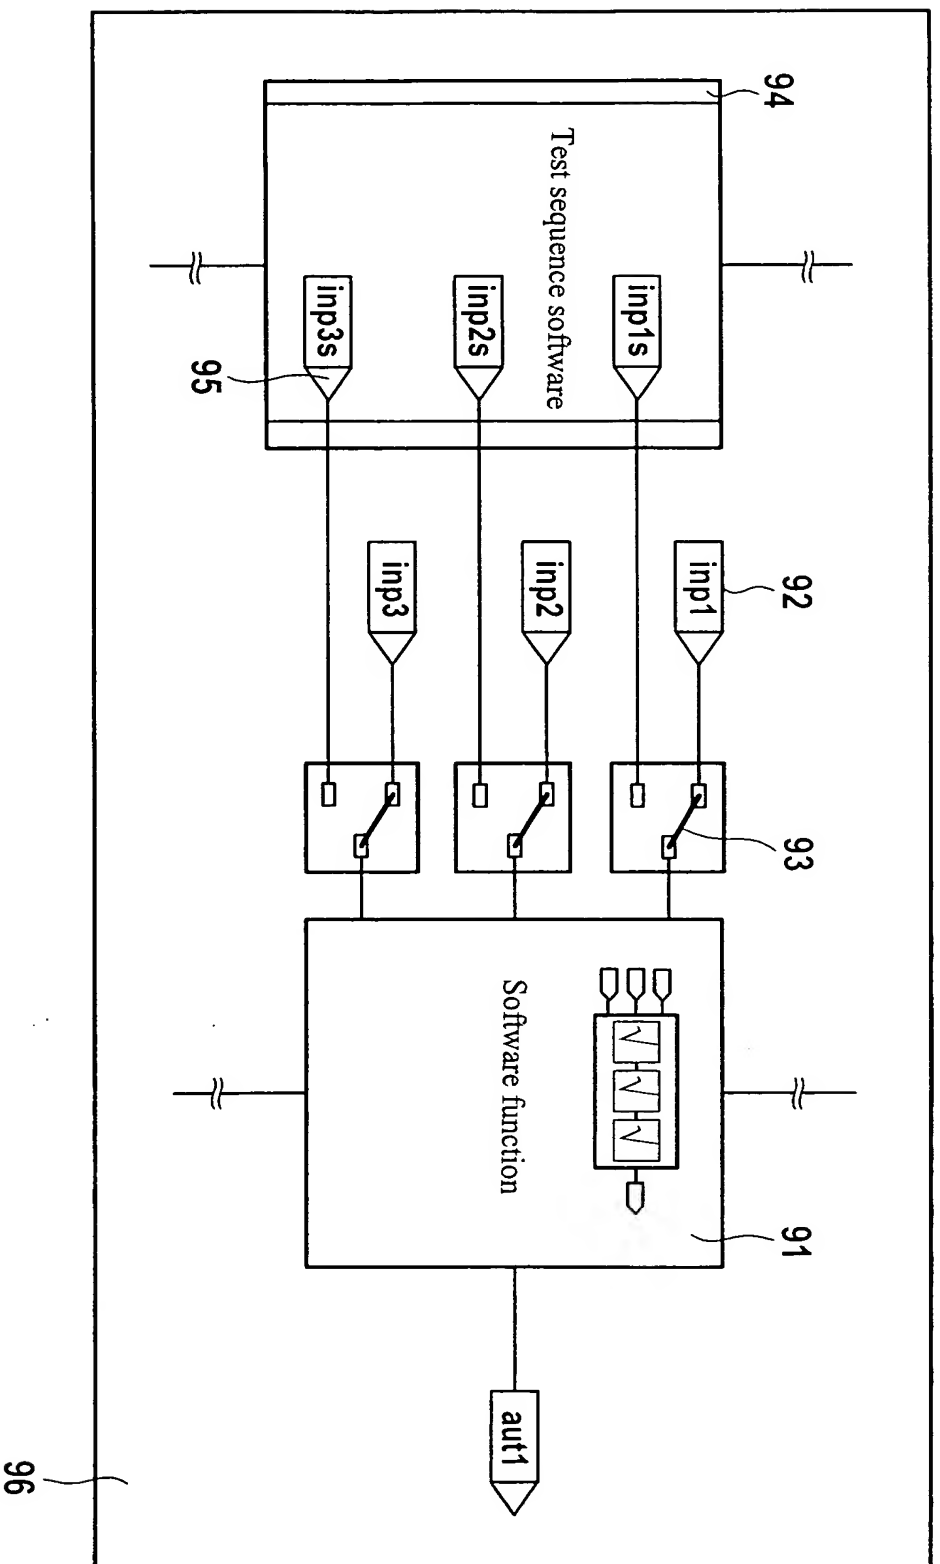 94
92
93
91
inp1
inp1s
Test sequence software
inp2
Software function
aut1
inp2s
inp3
inp3s
95
96